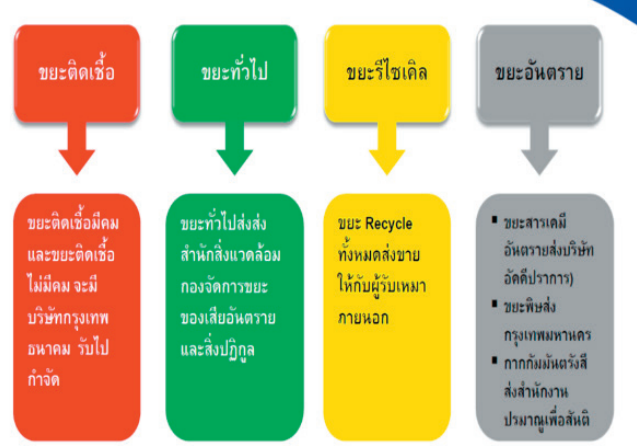 ขยะติดเชื้อ
ขยะทั่วไป
ขยะรีไซเคิล
ขยะอันตราย
ขยะติดเชื้อมีคม
และขยะติดเชื้อ
ไม่มีคม จะมี
บริษัทกรุงเทพ
ธนาคม รับไป
กำจัด
ขยะทั่วไปส่งส่ง
สำนักสิ่งแวดล้อม
กองจัดการขยะ
ของเสียอันตราย
และสิ่งปฏิกูล
ขยะ Recycle
ทั้งหมดส่งขาย
ให้กับผู้รับเหมา
ภายนอก
▪ ขยะสารเคมี
อันตรายส่งบริษัท
อัคคีปราการ)
▪ ขยะพิษส่ง
กรุงเทพมหานคร
▪ กากกัมมันตรังสี
ส่งสำนักงาน
ปรมาณูเพื่อสันติ